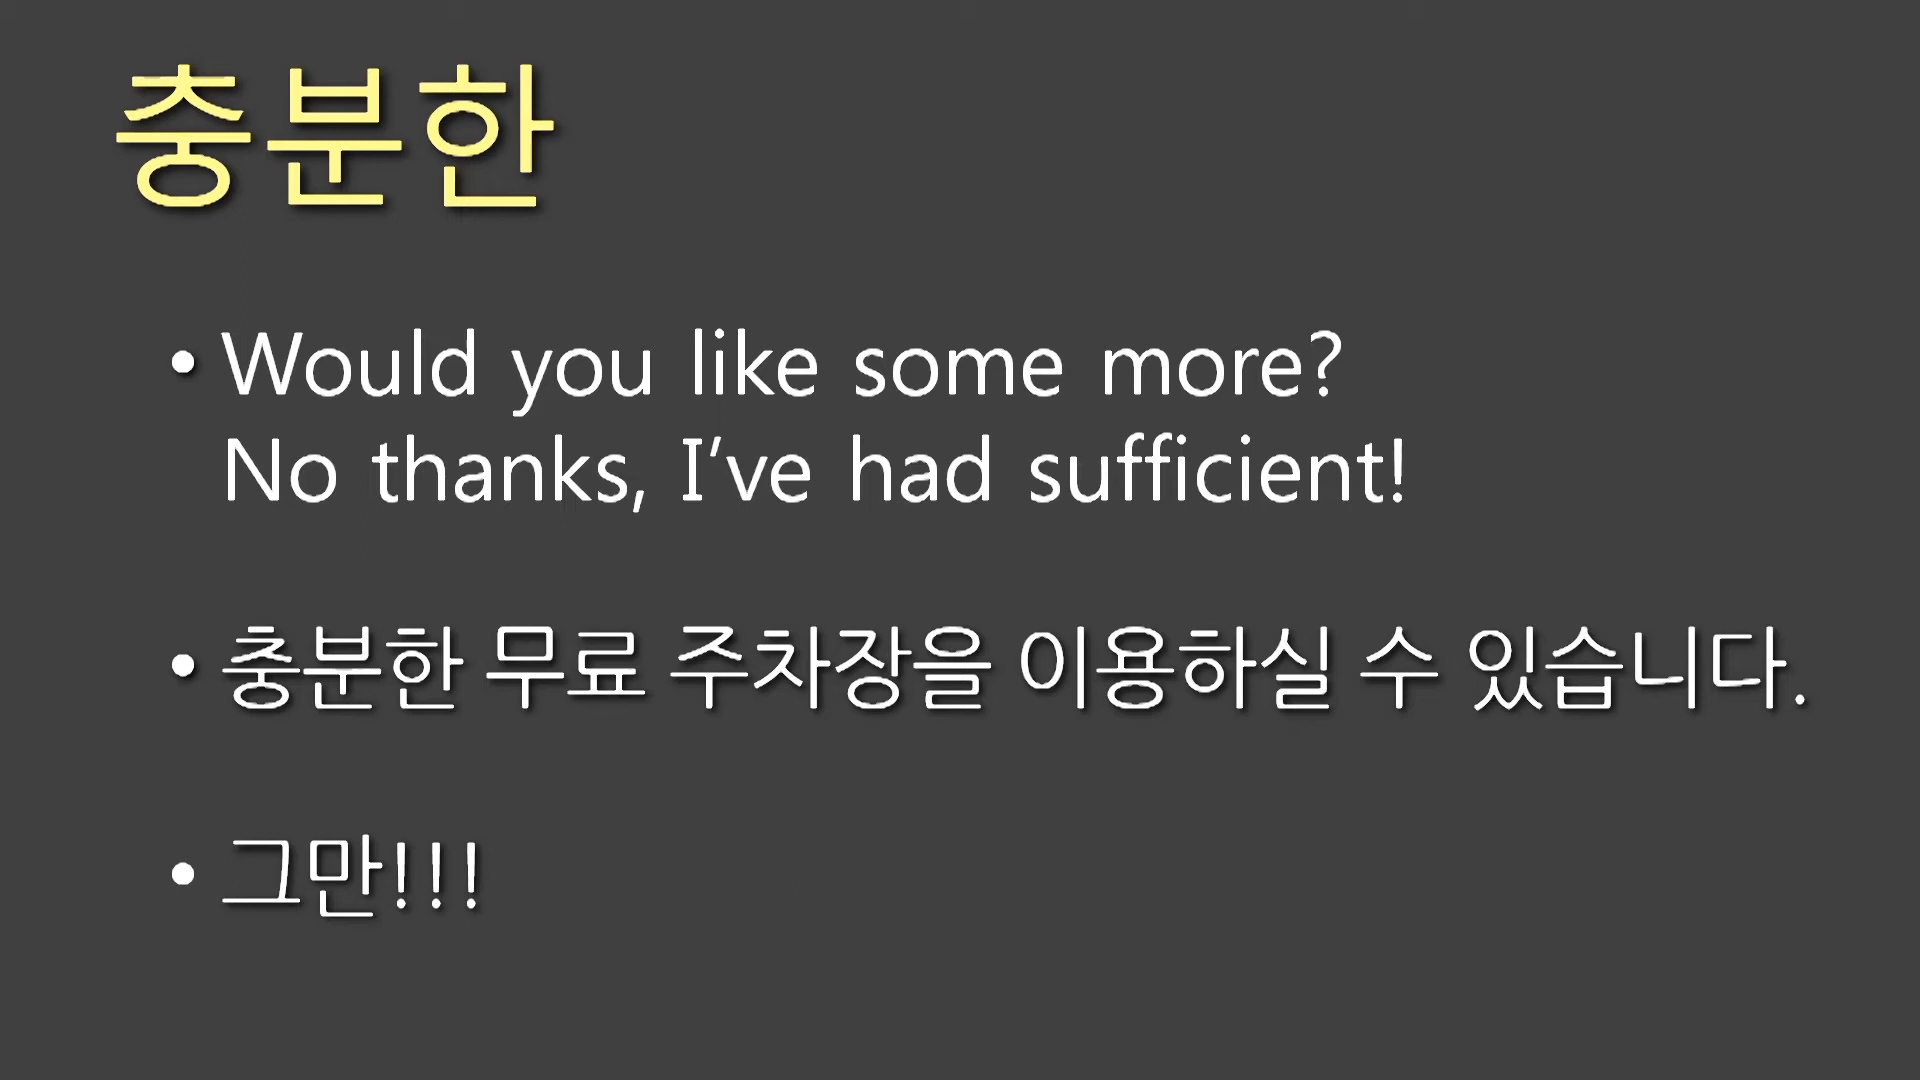 충분한
• Would you like some more?
No thanks, I've had sufficient!
• 충분한 무료 주차장을 이용하실 수 있습니다.
• 그만!!!